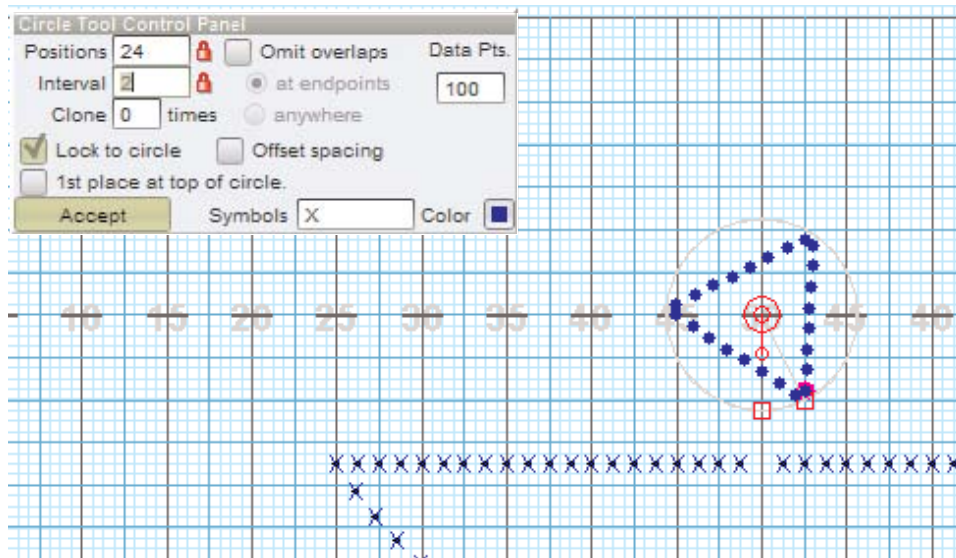 Circle Tool Control Panel
Positions 24 Omit overlaps Data Pts.
Interval 2 at endpoints 100
Clone 0 times anywhere
Lock to circle Offset spacing
1st place at top of circle.
Accept Symbols X Color
10 15 20 25 30 35 40 45 45 40